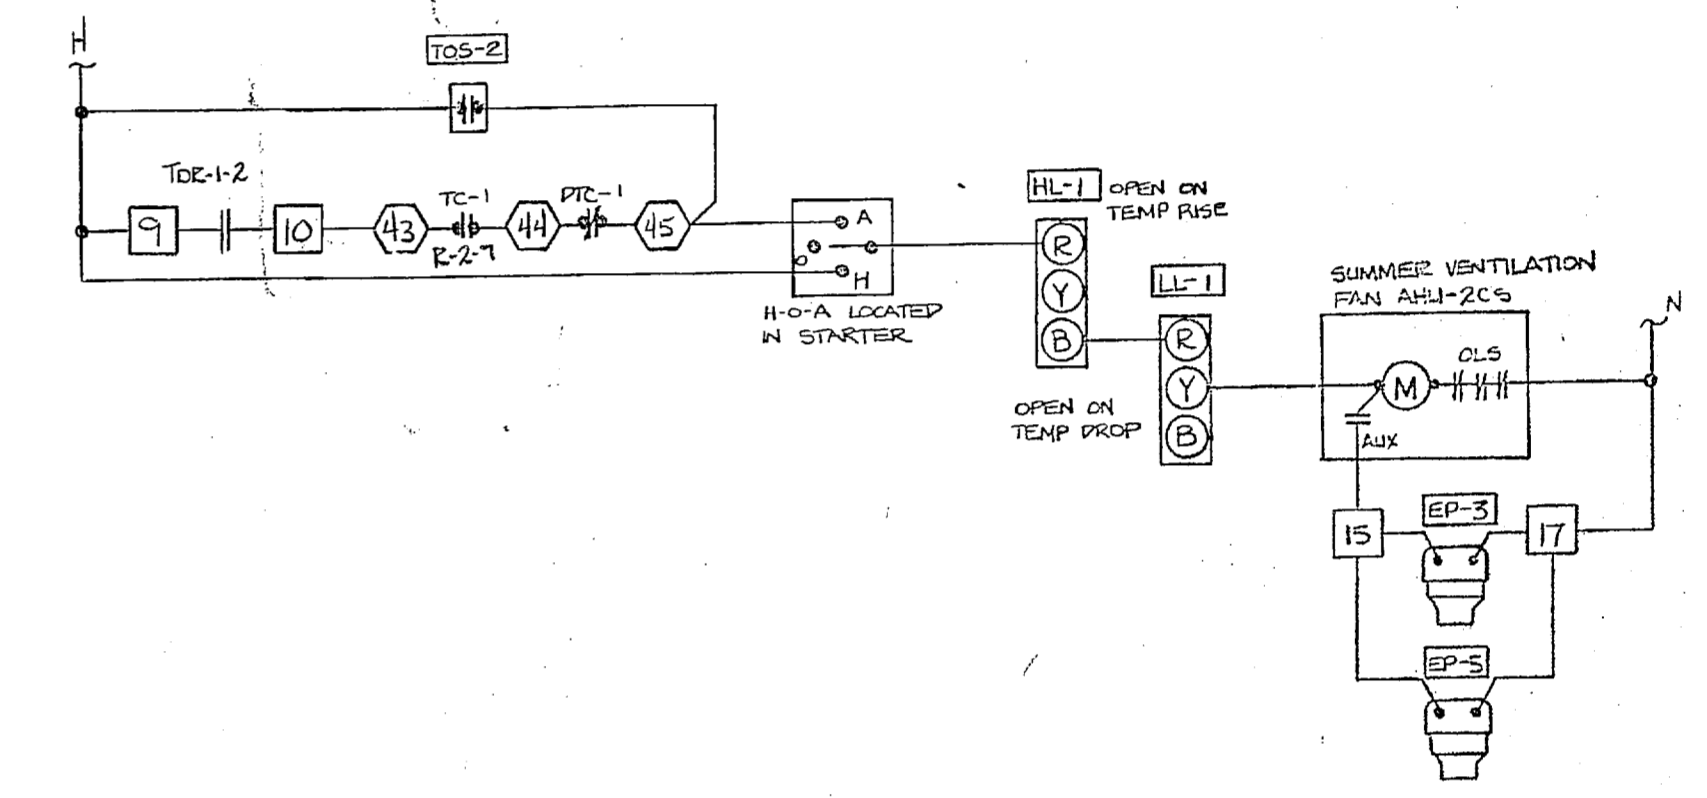 H
TOS-2
TDR-1-2
9
10
43
TC-1
R-2-7
44
DTC-1
45
A
O
H
H-O-A LOCATED
IN STARTER
HL-1
OPEN ON
TEMP RISE
R
Y
B
LL-1
OPEN ON
TEMP DROP
R
Y
B
SUMMER VENTILATION
FAN AHU-2CS
M
OLS
AUX
N
15
EP-3
17
EP-5